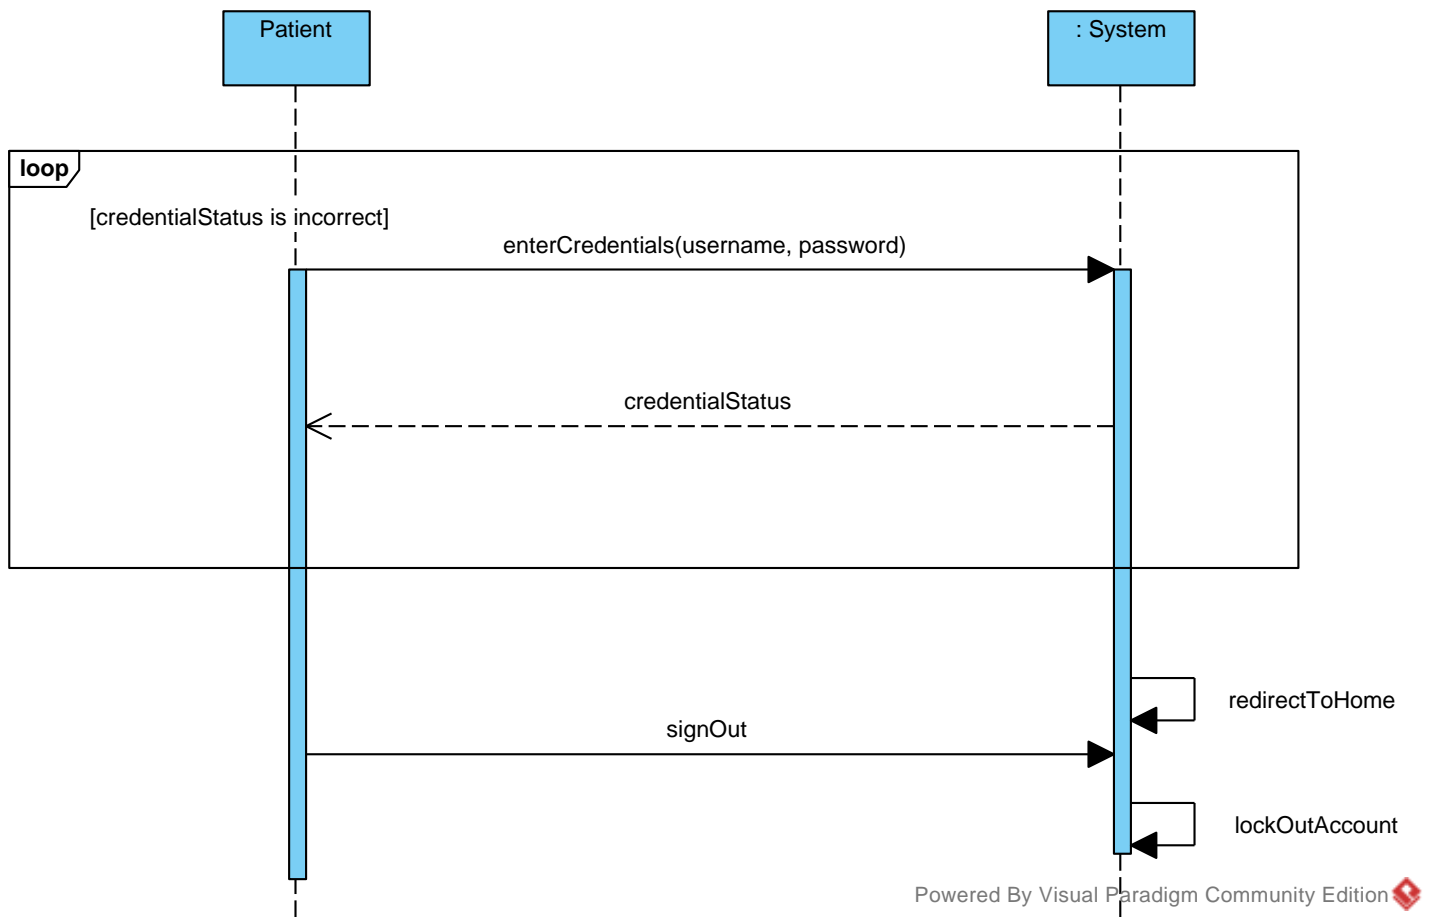 Patient
: System
loop
[credentialStatus is incorrect]
enterCredentials(username, password)
credentialStatus
redirectToHome
signOut
lockOutAccount
Powered By Visual Paradigm Community Edition